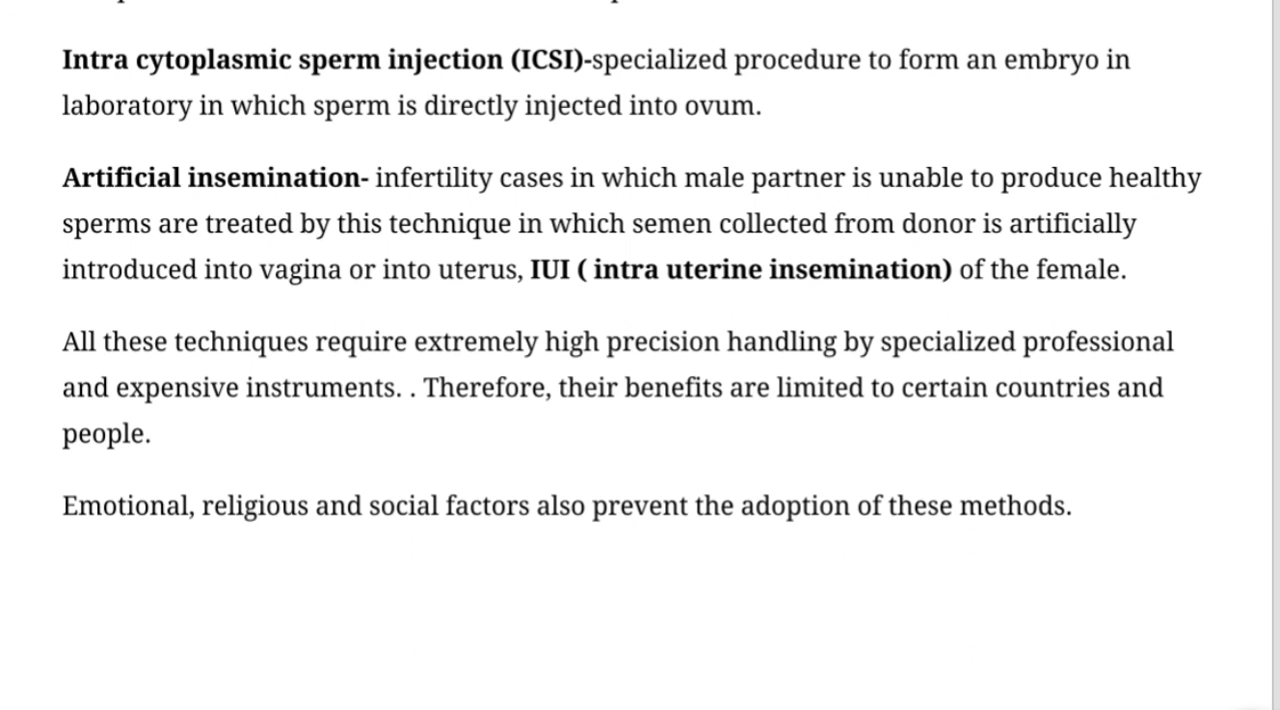 Intra cytoplasmic sperm injection (ICSI)-specialized procedure to form an embryo in
laboratory in which sperm is directly injected into ovum.
Artificial insemination- infertility cases in which male partner is unable to produce healthy
sperms are treated by this technique in which semen collected from donor is artificially
introduced into vagina or into uterus, IUI ( intra uterine insemination) of the female.
All these techniques require extremely high precision handling by specialized professional
and expensive instruments. . Therefore, their benefits are limited to certain countries and
people.
Emotional, religious and social factors also prevent the adoption of these methods.